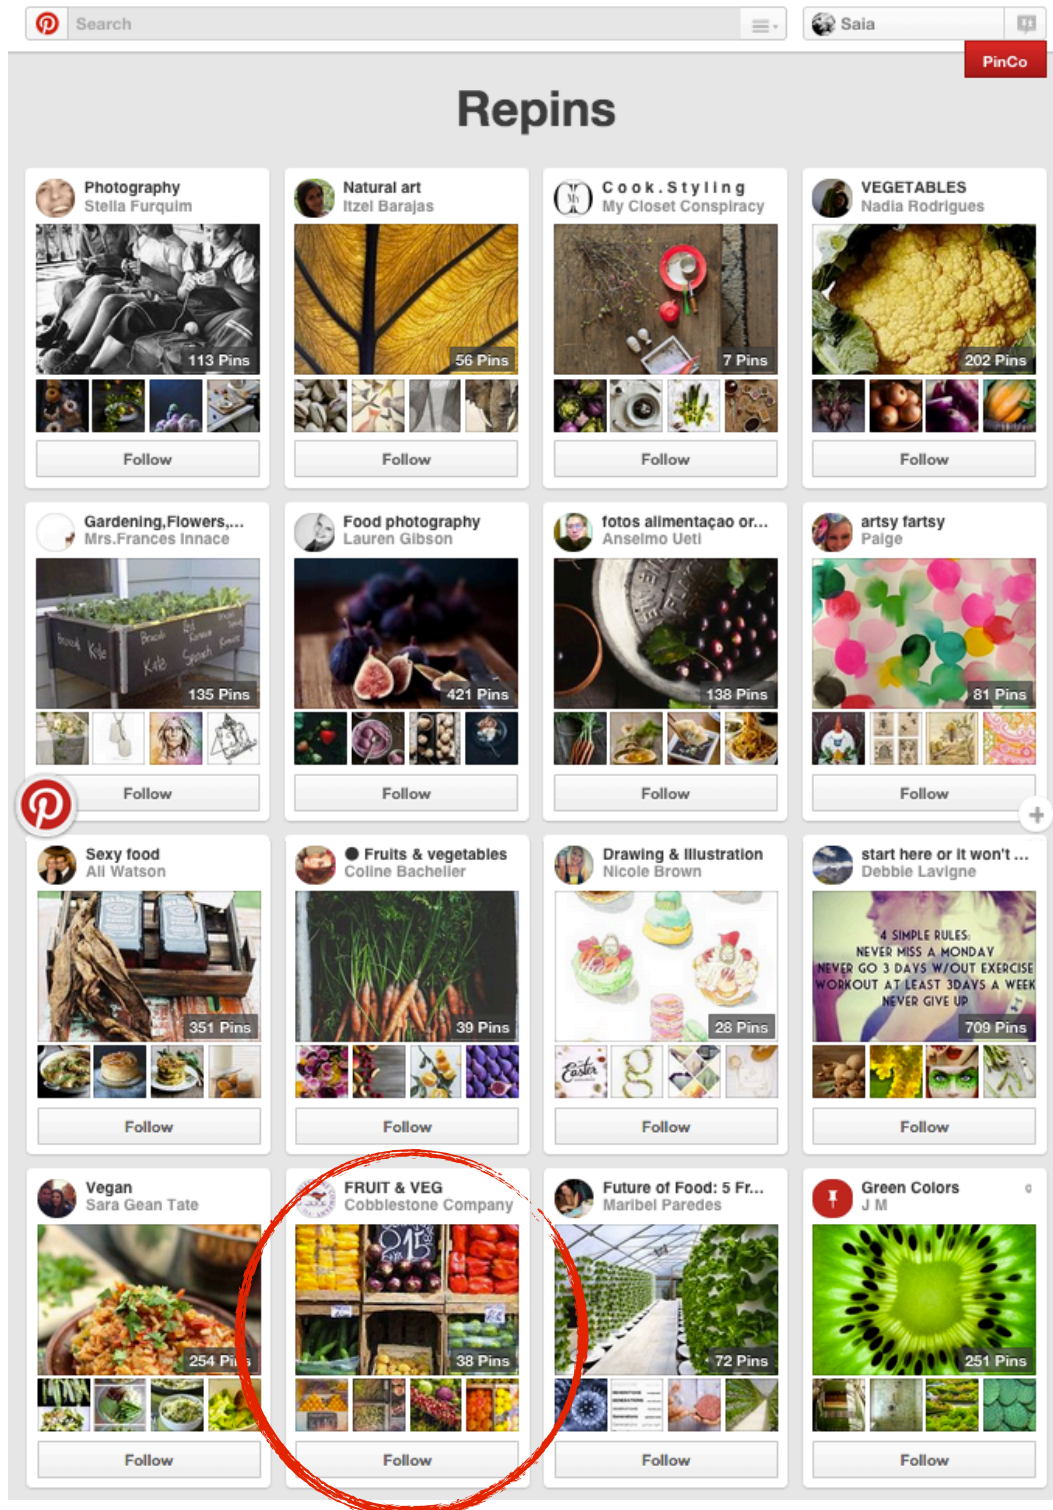 Search
Saia
PinCo
Repins
Photography
Stella Furquim
113 Pins
Follow
Natural art
Itzel Barajas
56 Pins
Follow
Cook.Styling
My Closet Conspiracy
7 Pins
Follow
VEGETABLES
Nadia Rodrigues
202 Pins
Follow
Gardening,Flowers,...
Mrs.Frances Innace
135 Pins
Follow
Food photography
Lauren Gibson
421 Pins
Follow
fotos alimentaçao or...
Anselmo Ueti
138 Pins
Follow
artsy fartsy
Paige
81 Pins
Follow
Sexy food
Ali Watson
351 Pins
Follow
Fruits & vegetables
Coline Bachelier
39 Pins
Follow
Drawing & Illustration
Nicole Brown
28 Pins
Easter
Follow
start here or it won't ...
Debbie Lavigne
4 SIMPLE RULES:
NEVER MISS A MONDAY
NEVER GO 3 DAYS W/OUT EXERCISE
WORKOUT AT LEAST 3DAYS A WEEK
NEVER GIVE UP
709 Pins
Follow
Vegan
Sara Gean Tate
254 Pins
Follow
FRUIT & VEG
Cobblestone Company
38 Pins
Follow
Future of Food: 5 Fr...
Maribel Paredes
72 Pins
Follow
Green Colors
J M
251 Pins
Follow